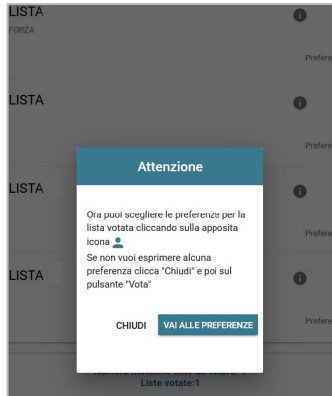 LISTA
FORZA
Prefere
LISTA
Prefere
Attenzione
LISTA
Ora puoi scegliere le preferenze per la
lista votata cliccando sulla apposita
icona
Prefere
Se non vuoi esprimere alcuna
preferenza clicca "Chiudi" e poi sul
pulsante "Vota"
LISTA
CHIUDI VAI ALLE PREFERENZE
Prefere
Liste votate:1